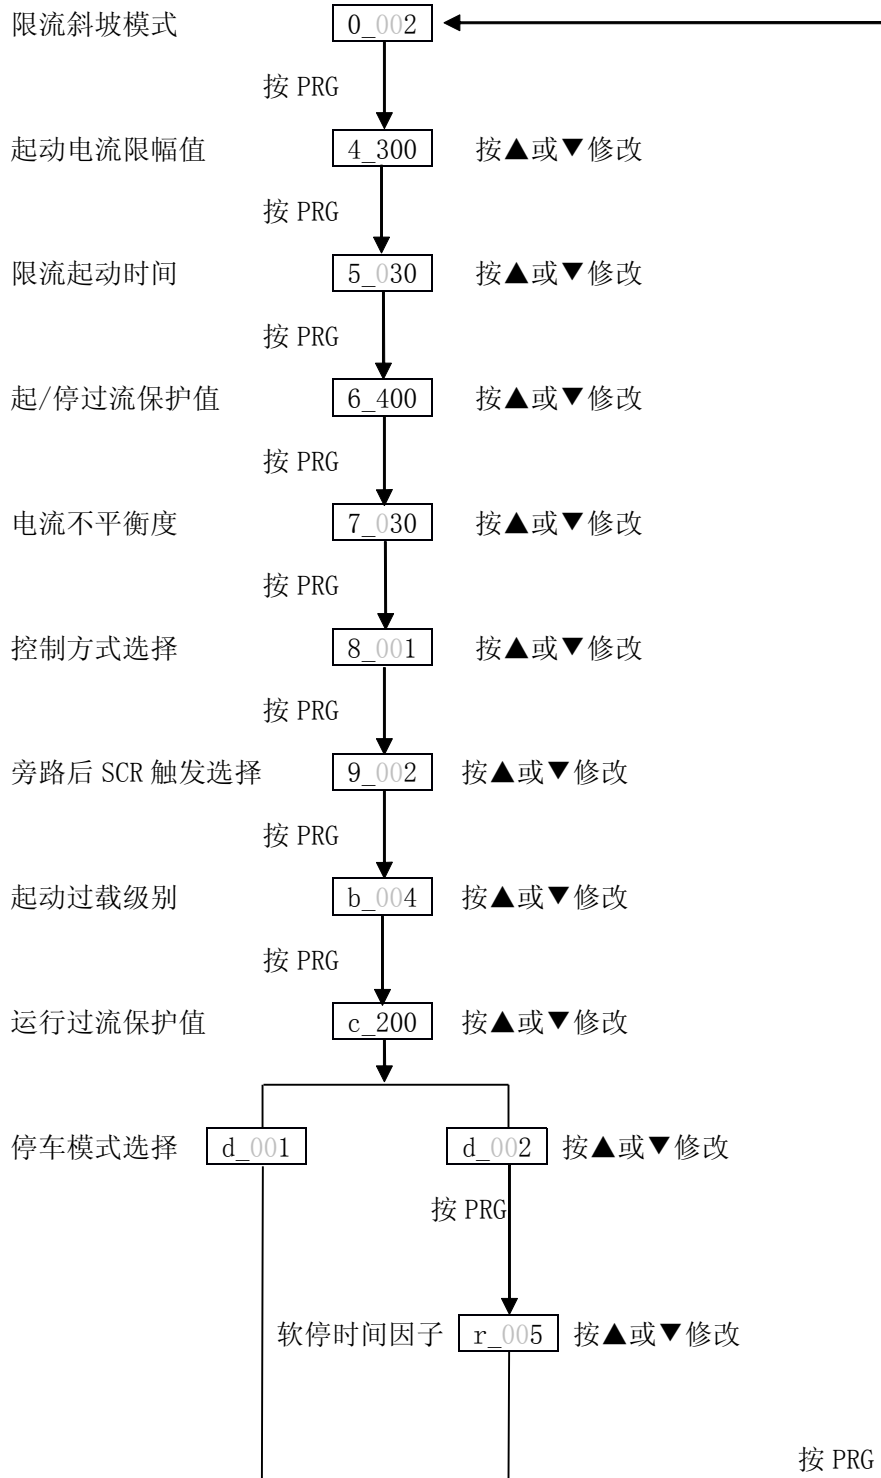 限流斜坡模式 0_002
按 PRG
起动电流限幅值 4_300 按▲或▼修改
按 PRG
限流起动时间 5_030 按▲或▼修改
按 PRG
起/停过流保护值 6_400 按▲或▼修改
按 PRG
电流不平衡度 7_030 按▲或▼修改
按 PRG
控制方式选择 8_001 按▲或▼修改
按 PRG
旁路后 SCR 触发选择 9_002 按▲或▼修改
按 PRG
起动过载级别 b_004 按▲或▼修改
按 PRG
运行过流保护值 c_200 按▲或▼修改
停车模式选择 d_001 d_002 按▲或▼修改
按 PRG
软停时间因子 r_005 按▲或▼修改
按 PRG